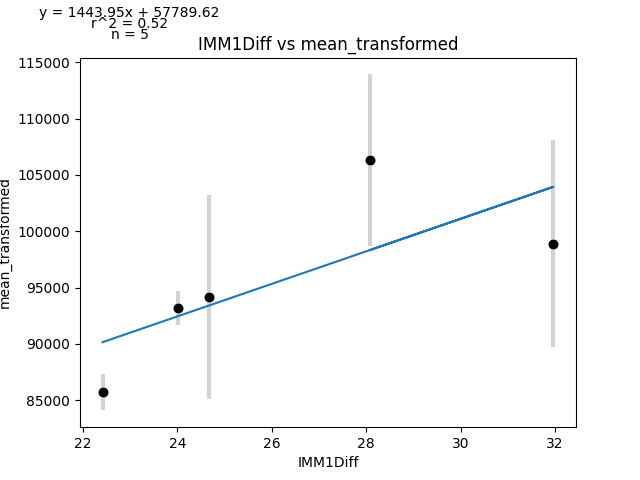 y = 1443.95x + 57789.62
r^2 = 0.52
n = 5
IMM1Diff vs mean_transformed
115000
110000
105000
100000
95000
90000
85000
mean_transformed
22
24
26
28
30
32
IMM1Diff